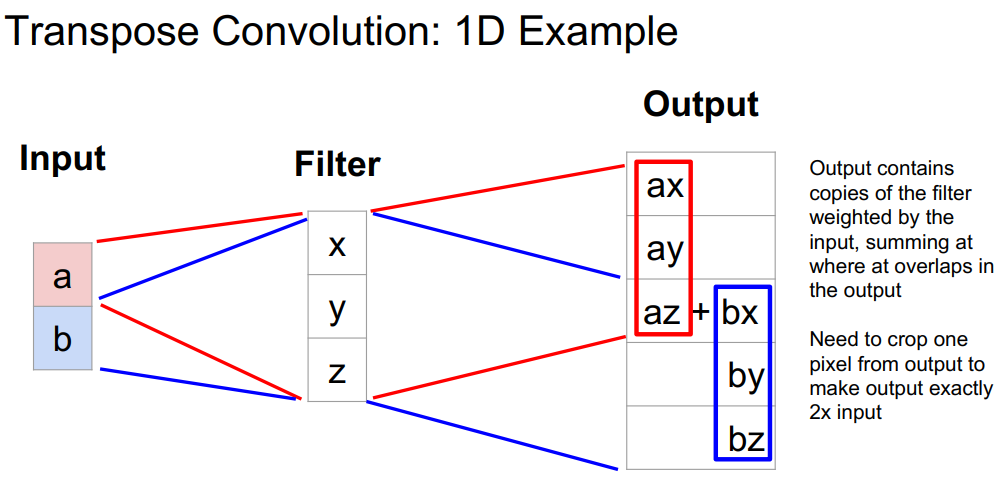 Transpose Convolution: 1D Example
Input
a
b
Filter
x
y
z
Output
ax
ay
az + bx
by
bz
Output contains
copies of the filter
weighted by the
input, summing at
where at overlaps in
the output
Need to crop one
pixel from output to
make output exactly
2x input